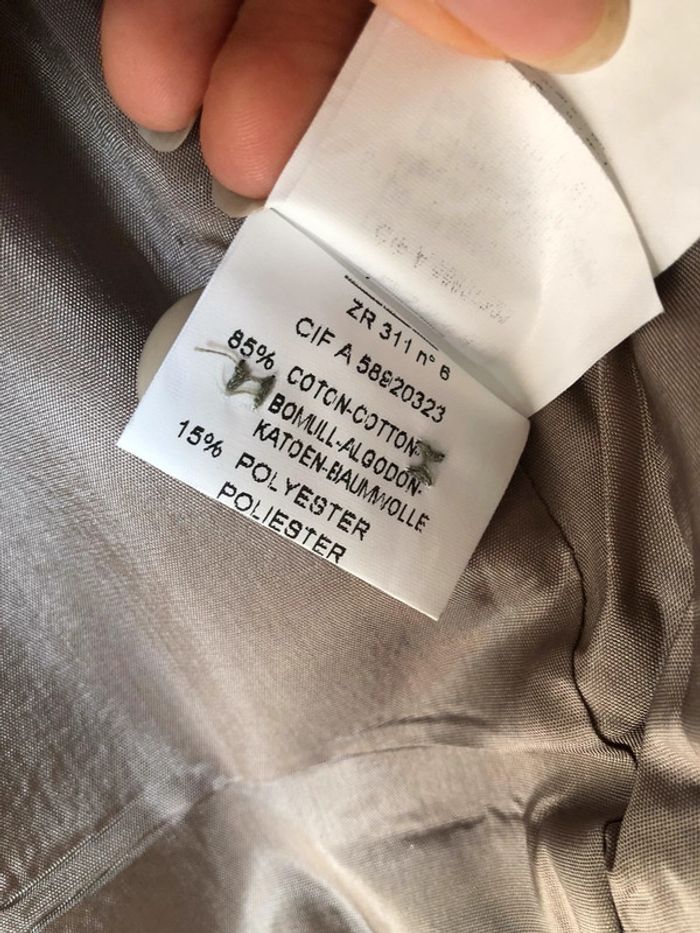 ZR 311 n° 6
CIF A 58920323
85% COTON-COTTON-
BOMULL-ALGODON-
KATOEN-BAUMWOLLE
15% POLYESTER
POLIESTER